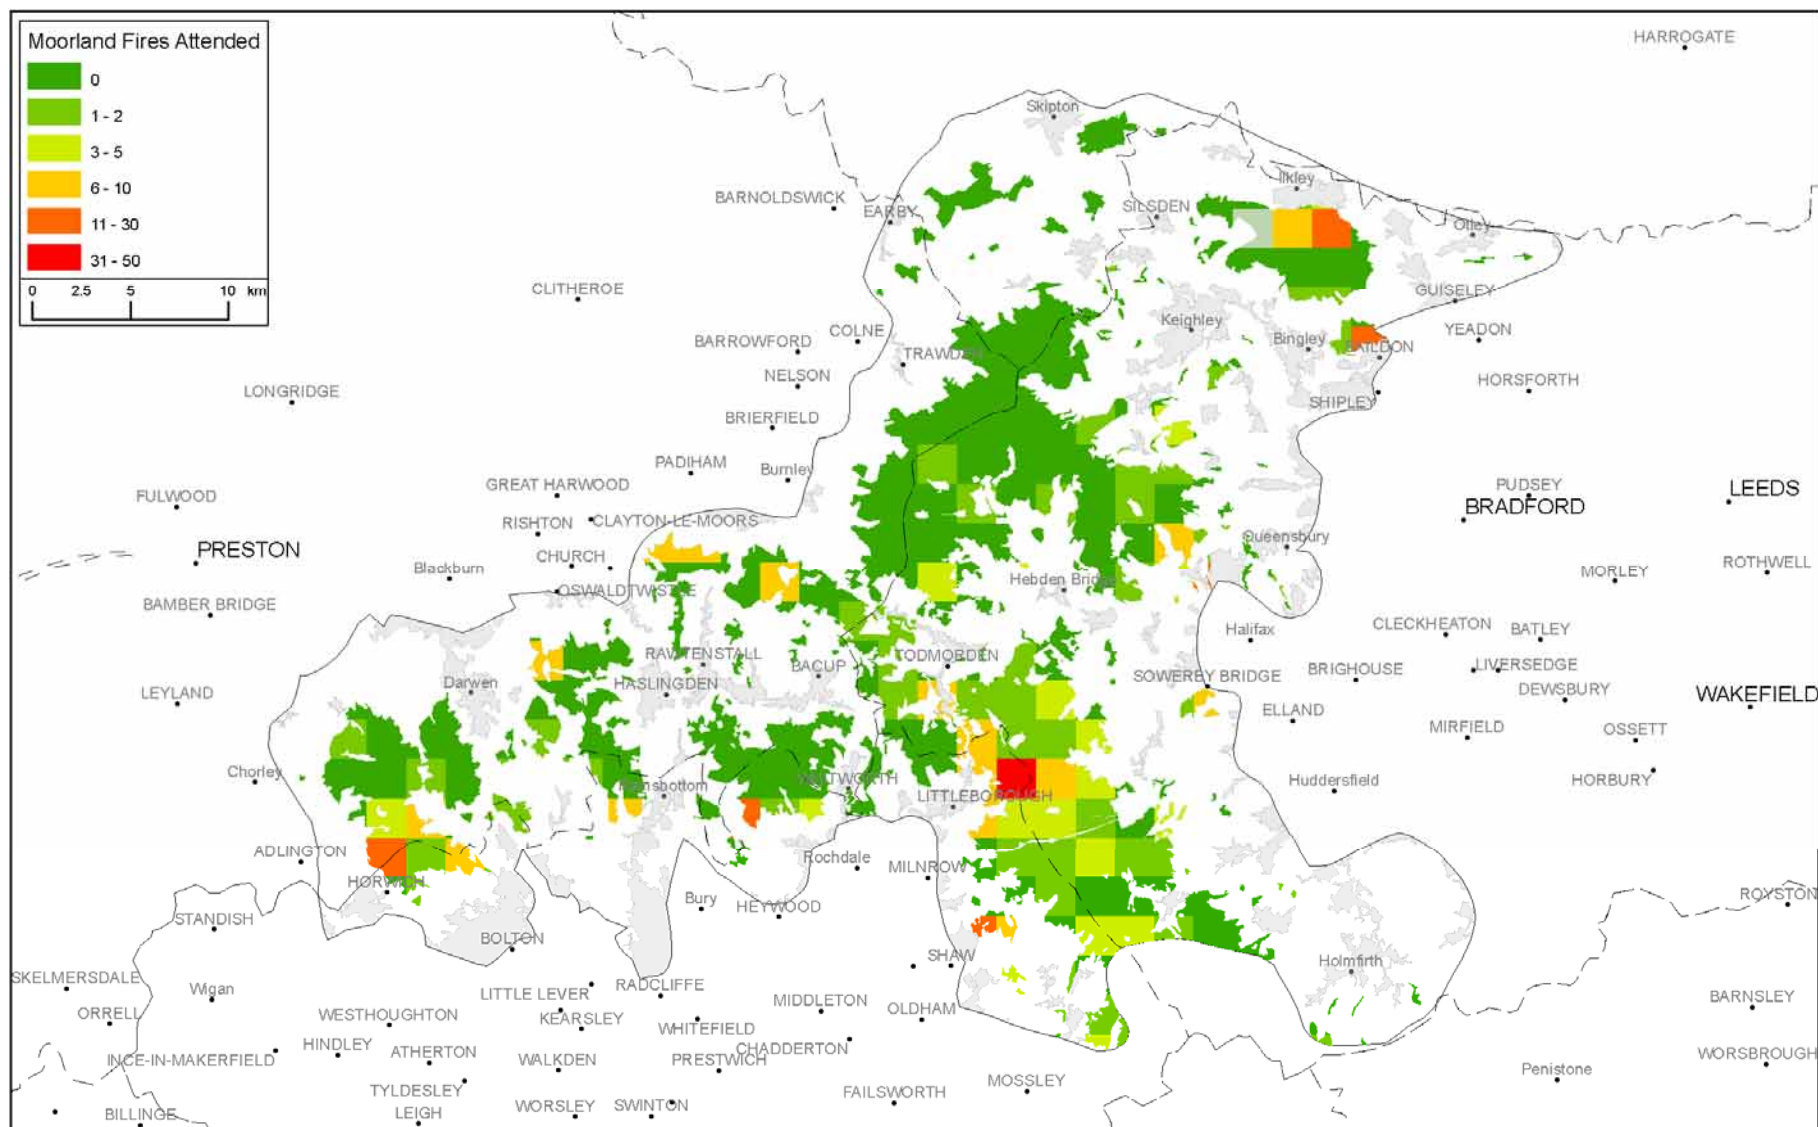 Moorland Fires Attended
0
1 - 2
3 - 5
6 - 10
11 - 30
31 - 50
0 2.5 5 10 km
HARROGATE
Skipton
Ilkley
BARNOLDSWICK
EARBY
SILSDEN
Otley
CLITHEROE
GUISELEY
Keighley
COLNE
BARROWFORD
Bingley
YEADON
TRAWDEN
BAILDON
NELSON
HORSFORTH
LONGRIDGE
SHIPLEY
BRIERFIELD
PADIHAM
Burnley
GREAT HARWOOD
PUDSEY
LEEDS
FULWOOD
BRADFORD
RISHTON
CLAYTON-LE-MOORS
Queensbury
PRESTON
CHURCH
Blackburn
ROTHWELL
MORLEY
Hebden Bridge
OSWALDTWISTLE
BAMBER BRIDGE
Halifax
CLECKHEATON
BATLEY
RAWTENSTALL
BACUP
TODMORDEN
LIVERSEDGE
BRIGHOUSE
SOWERBY BRIDGE
Darwen
HASLINGDEN
DEWSBURY
LEYLAND
WAKEFIELD
ELLAND
MIRFIELD
OSSETT
Chorley
Ramsbottom
WHITWORTH
Huddersfield
HORBURY
LITTLEBOROUGH
ADLINGTON
Rochdale
MILNROW
HORWICH
ROYSTON
Bury
HEYWOOD
STANDISH
BOLTON
SHAW
Holmfirth
SKELMERSDALE
Wigan
LITTLE LEVER
RADCLIFFE
MIDDLETON
OLDHAM
BARNSLEY
ORRELL
WESTHOUGHTON
KEARSLEY
WHITEFIELD
HINDLEY
ATHERTON
CHADDERTON
INCE-IN-MAKERFIELD
WALKDEN
PRESTWICH
WORSBROUGH
Penistone
TYLDESLEY
FAILSWORTH
MOSSLEY
BILLINGE
LEIGH
WORSLEY
SWINTON